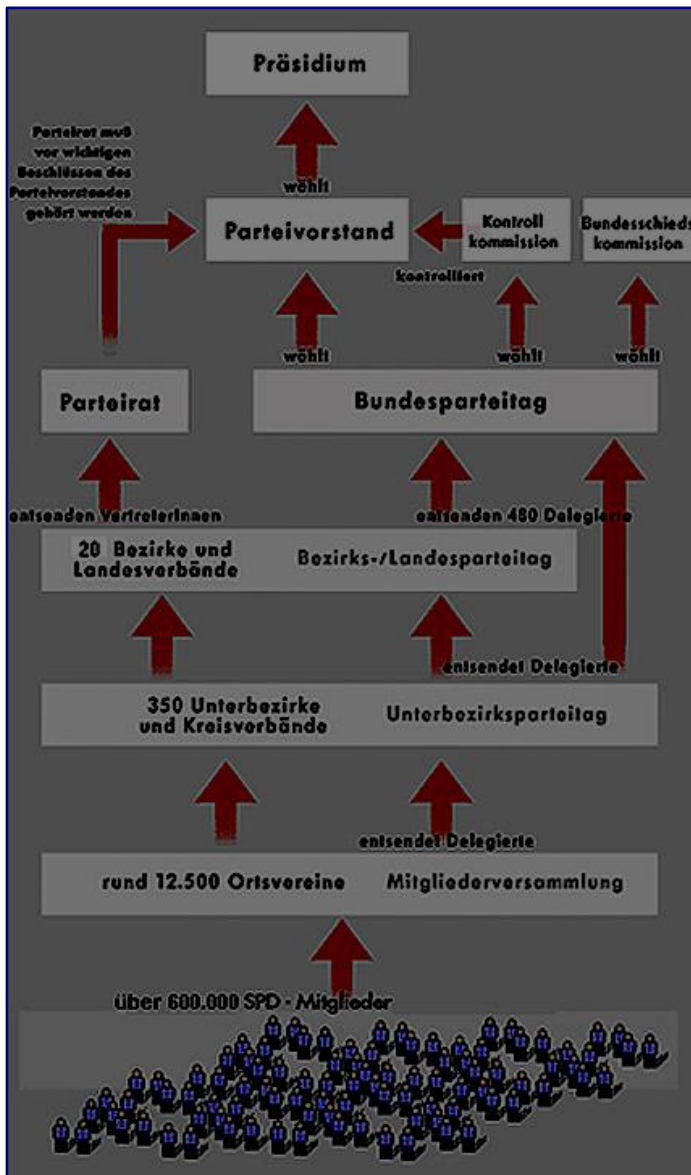 Präsidium
Parteirat muß
vor wichtigen
Beschlüssen des
Parteivorstandes
gehört werden
wählt
Parteivorstand
Kontroll
kommission
Bundesschieds
kommission
kontrolliert
wählt
wählt
wählt
Parteirat
Bundesparteitag
entsenden VertreterInnen
entsenden 480 Delegierte
20 Bezirke und
Landesverbände
Bezirks-/Landesparteitag
entsendet Delegierte
350 Unterbezirke
und Kreisverbände
Unterbezirksparteitag
entsendet Delegierte
rund 12.500 Ortsvereine
Mitgliederversammlung
über 600.000 SPD - Mitglieder